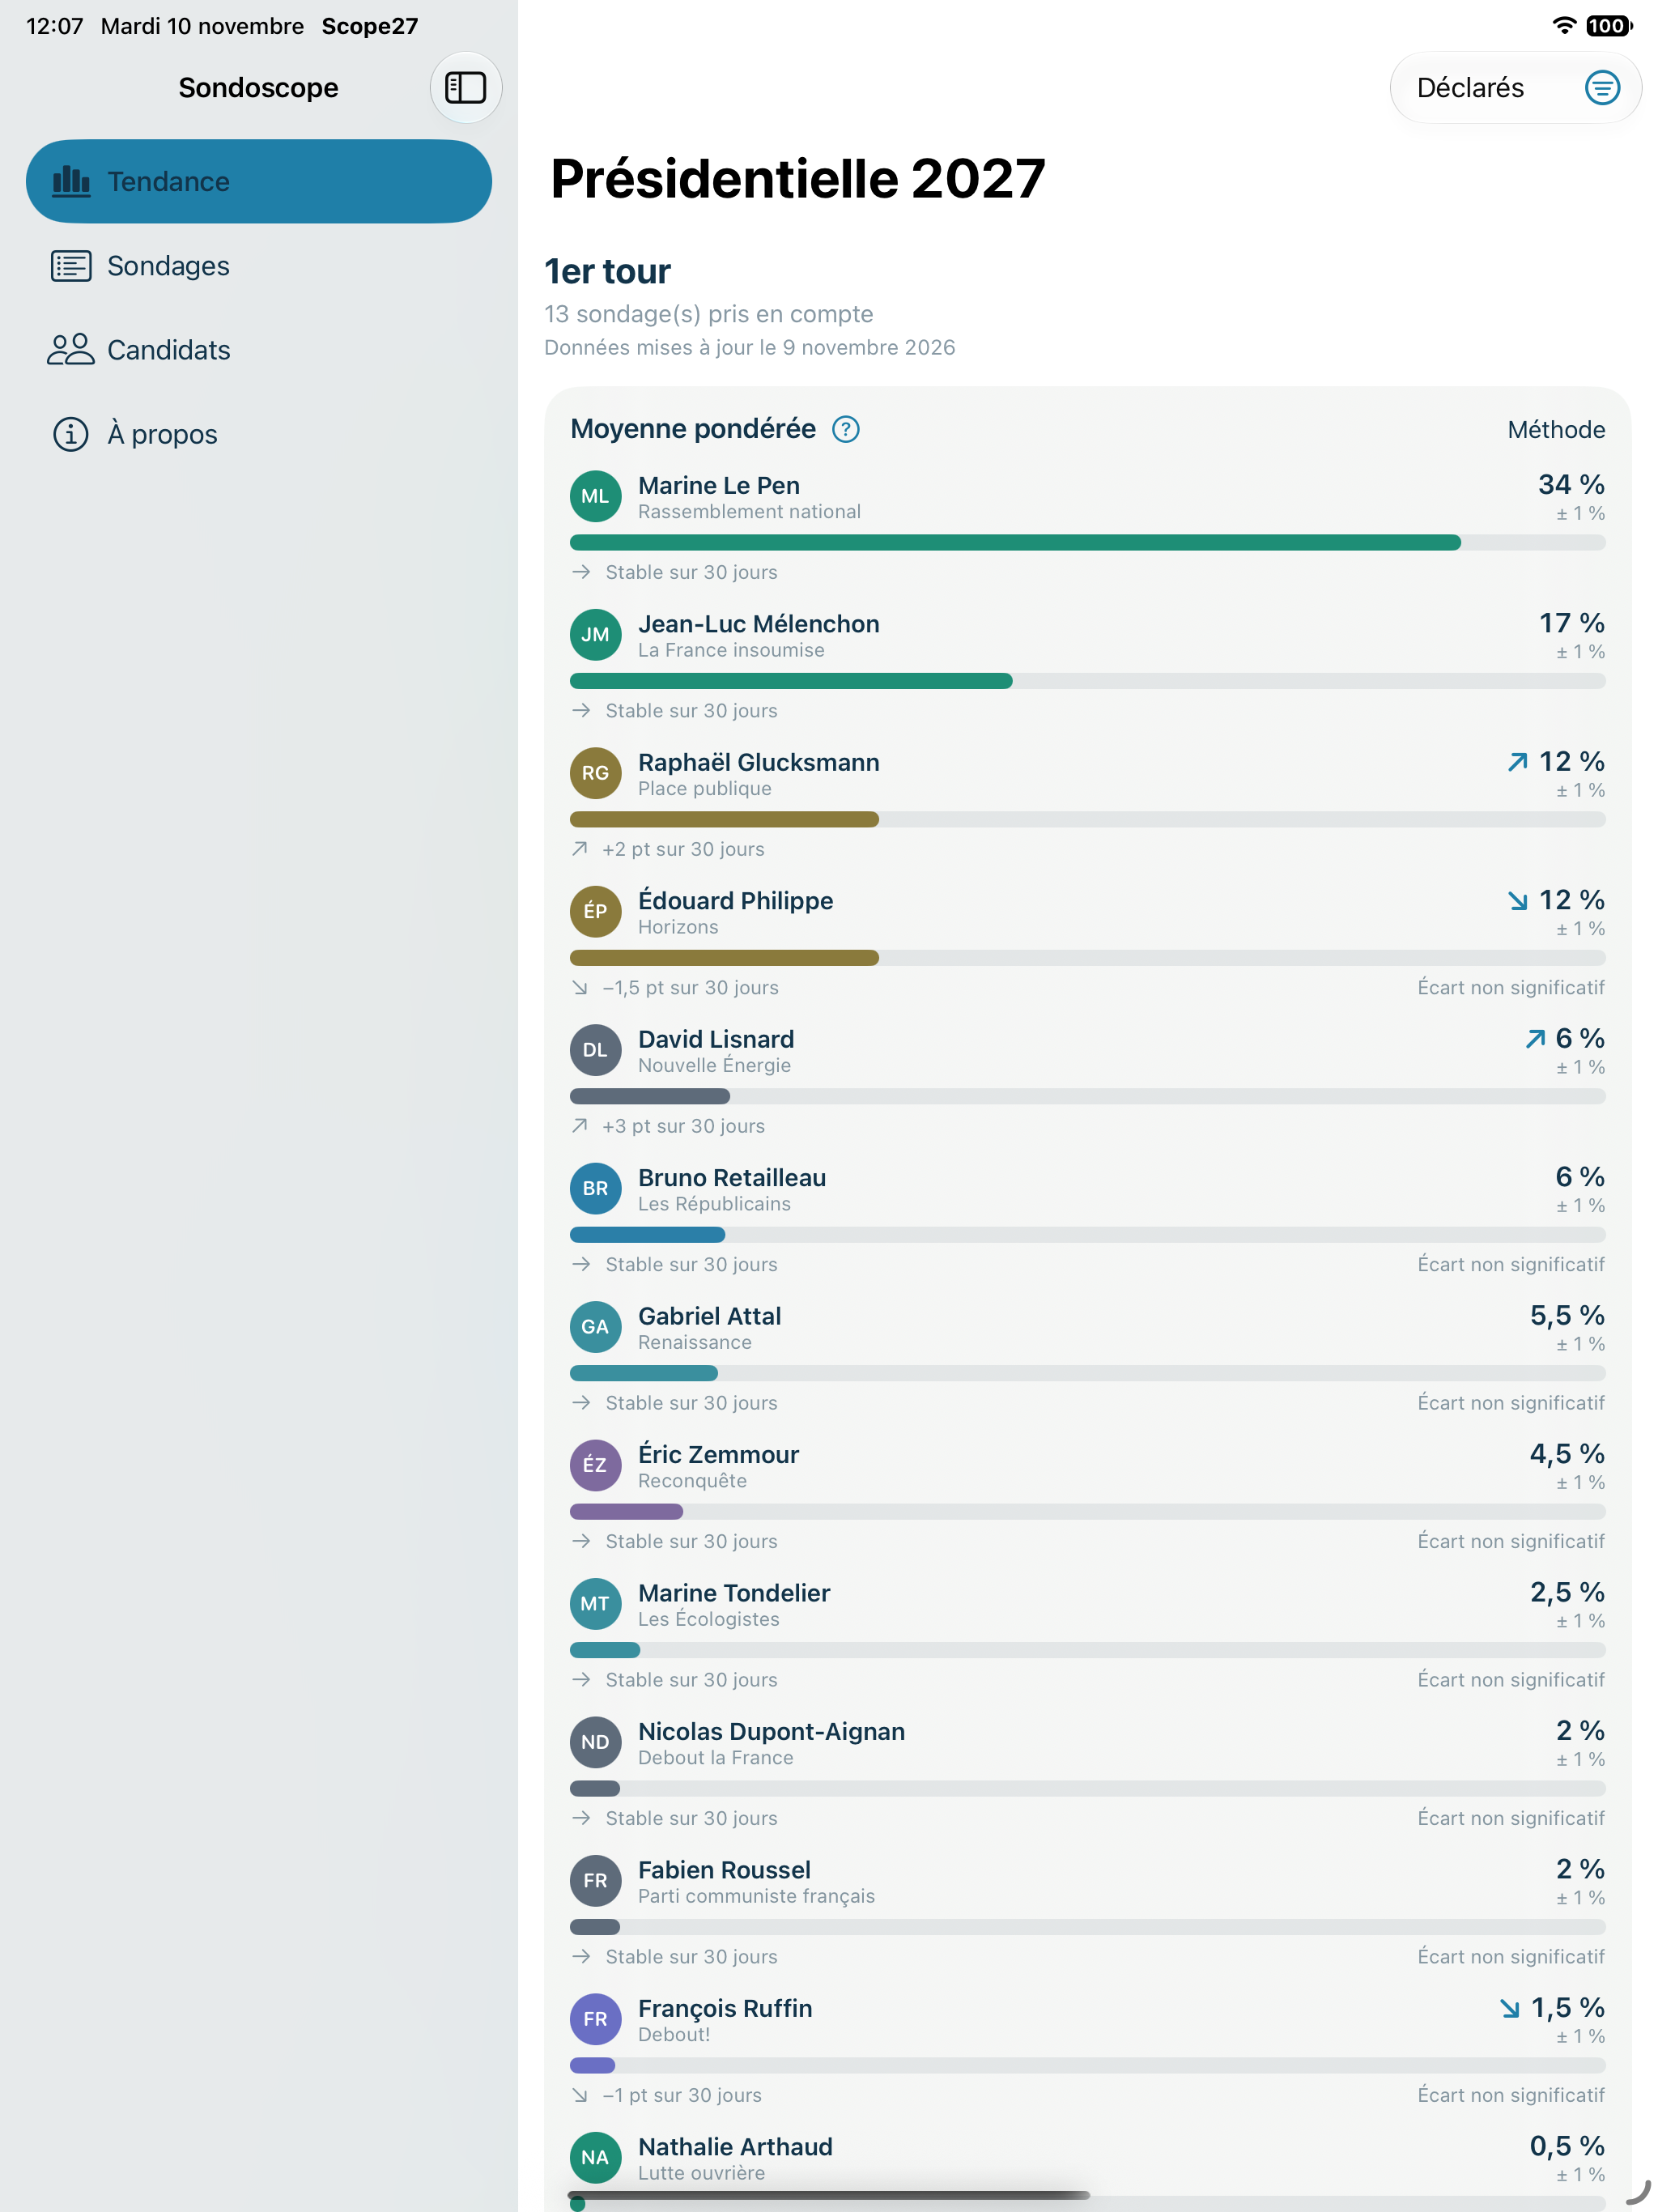 12:07 Mardi 10 novembre Scope27
100
Sondoscope
Déclarés
Tendance
Sondages
Candidats
À propos
Présidentielle 2027
1er tour
13 sondage(s) pris en compte
Données mises à jour le 9 novembre 2026
Moyenne pondérée ? Méthode
ML Marine Le Pen 34 %
Rassemblement national ± 1 %
→ Stable sur 30 jours
JM Jean-Luc Mélenchon 17 %
La France insoumise ± 1 %
→ Stable sur 30 jours
RG Raphaël Glucksmann ↗ 12 %
Place publique ± 1 %
↗ +2 pt sur 30 jours
ÉP Édouard Philippe ↘ 12 %
Horizons ± 1 %
↘ −1,5 pt sur 30 jours Écart non significatif
DL David Lisnard ↗ 6 %
Nouvelle Énergie ± 1 %
↗ +3 pt sur 30 jours
BR Bruno Retailleau 6 %
Les Républicains ± 1 %
→ Stable sur 30 jours Écart non significatif
GA Gabriel Attal 5,5 %
Renaissance ± 1 %
→ Stable sur 30 jours Écart non significatif
ÉZ Éric Zemmour 4,5 %
Reconquête ± 1 %
→ Stable sur 30 jours Écart non significatif
MT Marine Tondelier 2,5 %
Les Écologistes ± 1 %
→ Stable sur 30 jours Écart non significatif
ND Nicolas Dupont-Aignan 2 %
Debout la France ± 1 %
→ Stable sur 30 jours Écart non significatif
FR Fabien Roussel 2 %
Parti communiste français ± 1 %
→ Stable sur 30 jours Écart non significatif
FR François Ruffin ↘ 1,5 %
Debout! ± 1 %
↘ −1 pt sur 30 jours Écart non significatif
NA Nathalie Arthaud 0,5 %
Lutte ouvrière ± 1 %